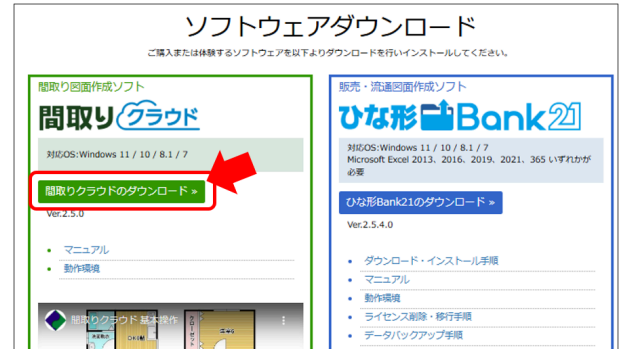 ソフトウェアダウンロード
ご購入または体験するソフトウェアを以下よりダウンロードを行いインストールしてください。
間取り図面作成ソフト
間取りクラウド
対応OS:Windows 11 / 10 / 8.1 / 7
間取りクラウドのダウンロード »
Ver.2.5.0
マニュアル
動作環境
間取りクラウド 基本操作
販売・流通図面作成ソフト
ひな形Bank21
対応OS:Windows 11 / 10 / 8.1 / 7
Microsoft Excel 2013、2016、2019、2021、365 いずれかが
必要
ひな形Bank21のダウンロード »
Ver.2.5.4.0
ダウンロード・インストール手順
マニュアル
動作環境
ライセンス削除・移行手順
データバックアップ手順